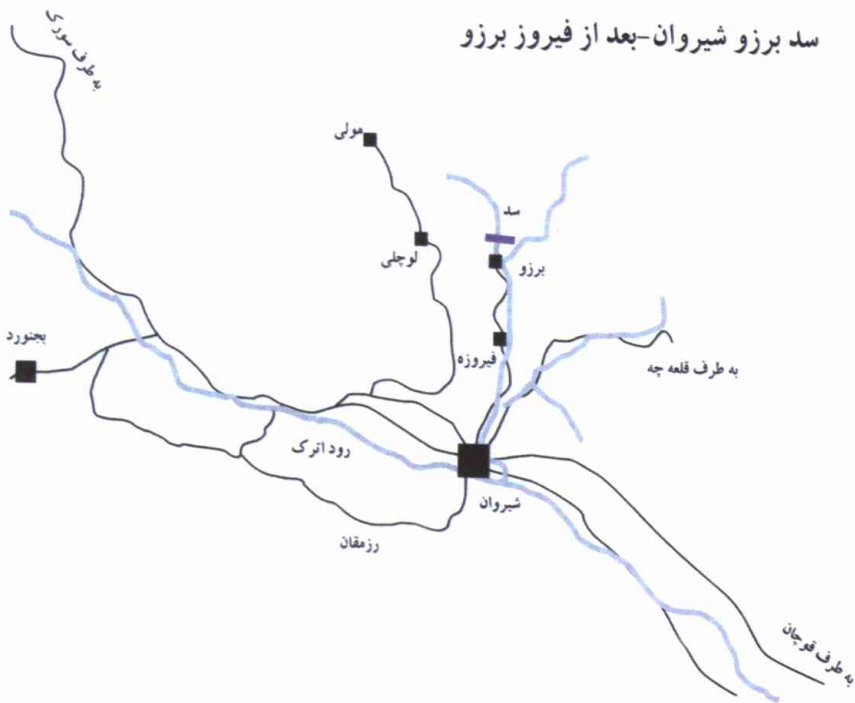 سد برزو شیروان-بعد از فیروز برزو
به طرف سورک
مولی
سد
لوچلی
برزو
بجنورد
فیروزه
به طرف قلعه چه
رود اترک
شیروان
رزمقان
به طرف قوچان